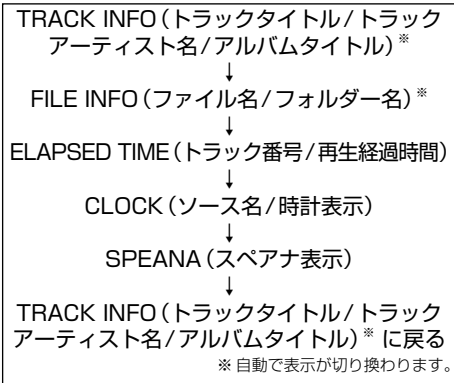 TRACK INFO（トラックタイトル/トラック
アーティスト名/アルバムタイトル）※
↓
FILE INFO（ファイル名/フォルダー名）※
↓
ELAPSED TIME（トラック番号/再生経過時間）
↓
CLOCK（ソース名/時計表示）
↓
SPEANA（スペアナ表示）
↓
TRACK INFO（トラックタイトル/トラック
アーティスト名/アルバムタイトル）※ に戻る
※ 自動で表示が切り換わります。